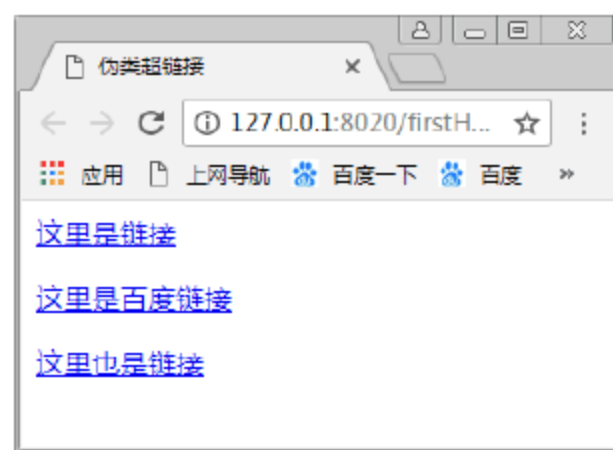 伪类超链接
127.0.0.1:8020/firstH...
应用 上网导航 百度一下 百度 »
这里是链接
这里是百度链接
这里也是链接